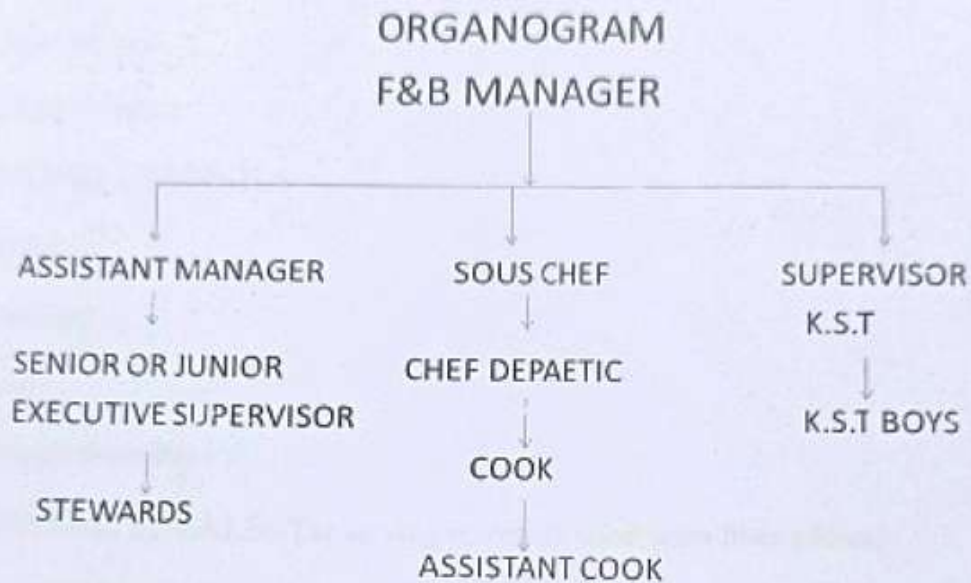 ORGANOGRAM
F&B MANAGER
ASSISTANT MANAGER
SENIOR OR JUNIOR
EXECUTIVE SUPERVISOR
STEWARDS
SOUS CHEF
CHEF DEPAETIC
COOK
ASSISTANT COOK
SUPERVISOR
K.S.T
K.S.T BOYS